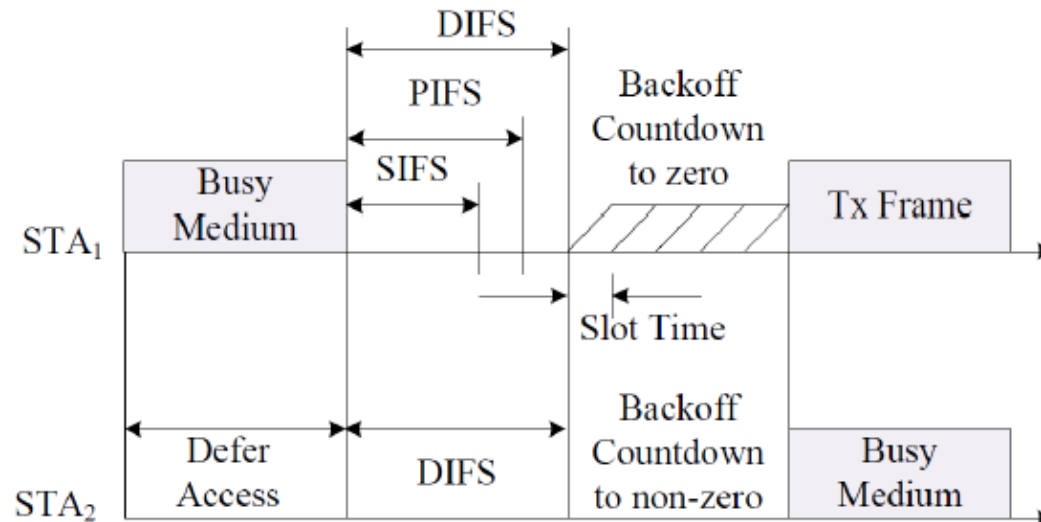 DIFS
PIFS
SIFS
Backoff
Countdown
to zero
Busy
Medium
Tx Frame
STA₁
Slot Time
Defer
Access
DIFS
Backoff
Countdown
to non-zero
Busy
Medium
STA₂